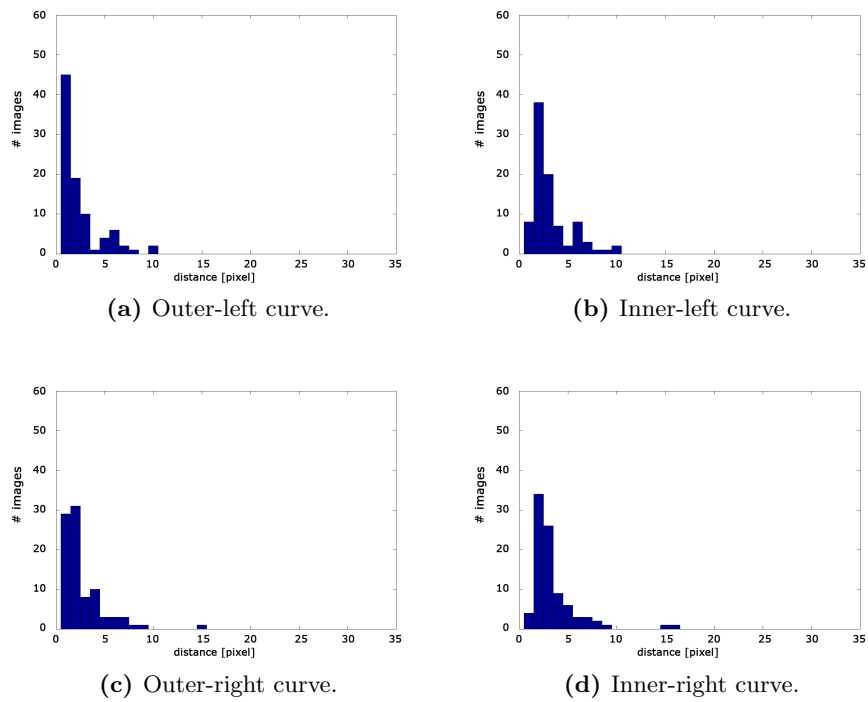 60
50
40
30
20
10
0
# images
0 5 10 15 20 25 30 35
distance [pixel]
(a) Outer-left curve.
60
50
40
30
20
10
0
# images
0 5 10 15 20 25 30 35
distance [pixel]
(b) Inner-left curve.
60
50
40
30
20
10
0
# images
0 5 10 15 20 25 30 35
distance [pixel]
(c) Outer-right curve.
60
50
40
30
20
10
0
# images
0 5 10 15 20 25 30 35
distance [pixel]
(d) Inner-right curve.